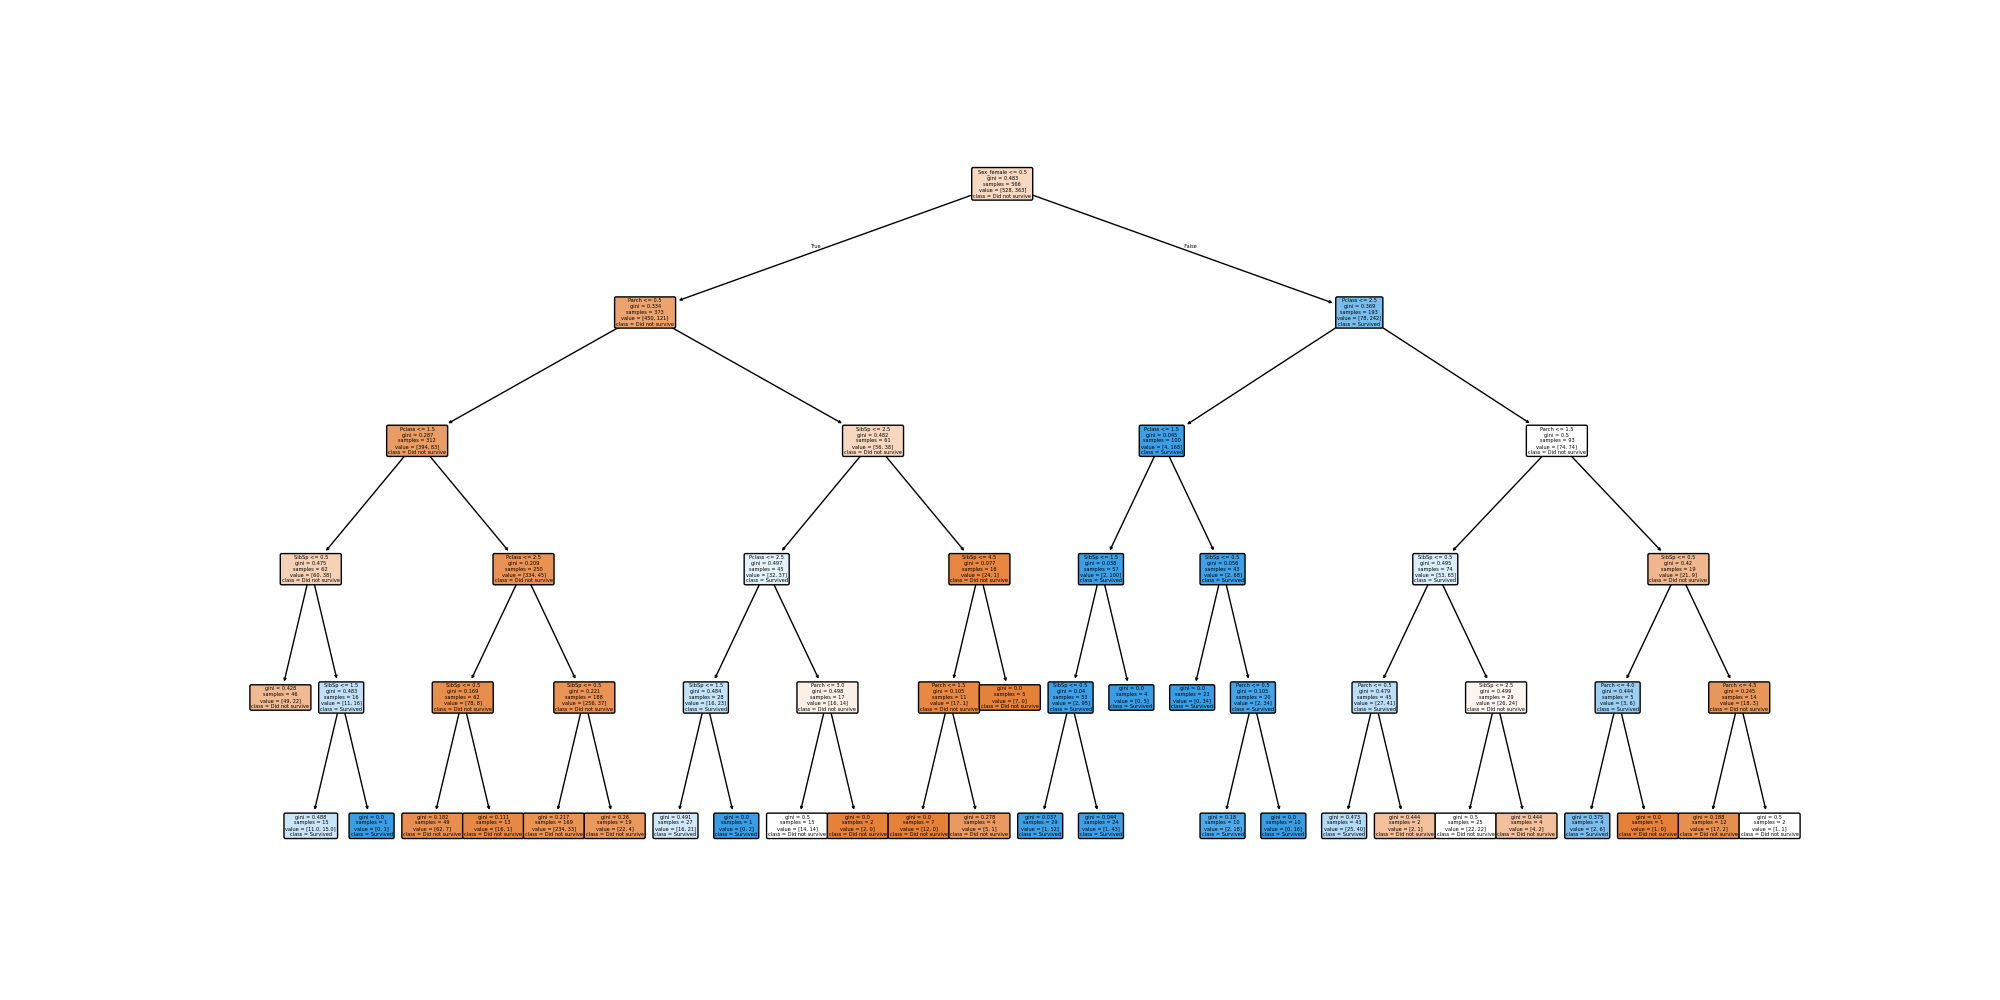 Sex_female <= 0.5
gini = 0.483
samples = 566
value = [528, 363]
class = Did not survive
True
False
Parch <= 0.5
gini = 0.334
samples = 373
value = [450, 121]
class = Did not survive
Pclass <= 2.5
gini = 0.369
samples = 193
value = [78, 242]
class = Survived
Pclass <= 1.5
gini = 0.287
samples = 312
value = [394, 83]
class = Did not survive
SibSp <= 2.5
gini = 0.482
samples = 61
value = [56, 38]
class = Did not survive
Pclass <= 1.5
gini = 0.045
samples = 100
value = [4, 168]
class = Survived
Parch <= 1.5
gini = 0.5
samples = 93
value = [74, 74]
class = Did not survive
SibSp <= 0.5
gini = 0.475
samples = 62
value = [60, 38]
class = Did not survive
Pclass <= 2.5
gini = 0.209
samples = 250
value = [334, 45]
class = Did not survive
Pclass <= 2.5
gini = 0.497
samples = 45
value = [32, 37]
class = Survived
SibSp <= 4.5
gini = 0.077
samples = 16
value = [24, 1]
class = Did not survive
SibSp <= 1.5
gini = 0.038
samples = 57
value = [2, 100]
class = Survived
SibSp <= 0.5
gini = 0.056
samples = 43
value = [2, 68]
class = Survived
SibSp <= 0.5
gini = 0.495
samples = 74
value = [53, 65]
class = Survived
SibSp <= 0.5
gini = 0.42
samples = 19
value = [21, 9]
class = Did not survive
gini = 0.428
samples = 46
value = [49, 22]
class = Did not survive
SibSp <= 1.5
gini = 0.483
samples = 16
value = [11, 16]
class = Survived
SibSp <= 0.5
gini = 0.169
samples = 62
value = [78, 8]
class = Did not survive
SibSp <= 0.5
gini = 0.221
samples = 188
value = [256, 37]
class = Did not survive
SibSp <= 1.5
gini = 0.484
samples = 28
value = [16, 23]
class = Survived
Parch <= 3.0
gini = 0.498
samples = 17
value = [16, 14]
class = Did not survive
Parch <= 1.5
gini = 0.105
samples = 11
value = [17, 1]
class = Did not survive
gini = 0.0
samples = 5
value = [7, 0]
class = Did not survive
SibSp <= 0.5
gini = 0.04
samples = 53
value = [2, 95]
class = Survived
gini = 0.0
samples = 4
value = [0, 5]
class = Survived
gini = 0.0
samples = 23
value = [0, 34]
class = Survived
Parch <= 0.5
gini = 0.105
samples = 20
value = [2, 34]
class = Survived
Parch <= 0.5
gini = 0.479
samples = 45
value = [27, 41]
class = Survived
SibSp <= 2.5
gini = 0.499
samples = 29
value = [26, 24]
class = Did not survive
Parch <= 4.0
gini = 0.444
samples = 5
value = [3, 6]
class = Survived
Parch <= 4.5
gini = 0.245
samples = 14
value = [18, 3]
class = Did not survive
gini = 0.488
samples = 15
value = [11.0, 15.0]
class = Survived
gini = 0.0
samples = 1
value = [0, 1]
class = Survived
gini = 0.182
samples = 49
value = [62, 7]
class = Did not survive
gini = 0.111
samples = 13
value = [16, 1]
class = Did not survive
gini = 0.217
samples = 169
value = [234, 33]
class = Did not survive
gini = 0.26
samples = 19
value = [22, 4]
class = Did not survive
gini = 0.491
samples = 27
value = [16, 21]
class = Survived
gini = 0.0
samples = 1
value = [0, 2]
class = Survived
gini = 0.5
samples = 15
value = [14, 14]
class = Did not survive
gini = 0.0
samples = 2
value = [2, 0]
class = Did not survive
gini = 0.0
samples = 7
value = [12, 0]
class = Did not survive
gini = 0.278
samples = 4
value = [5, 1]
class = Did not survive
gini = 0.037
samples = 29
value = [1, 52]
class = Survived
gini = 0.044
samples = 24
value = [1, 43]
class = Survived
gini = 0.18
samples = 10
value = [2, 18]
class = Survived
gini = 0.0
samples = 10
value = [0, 16]
class = Survived
gini = 0.473
samples = 43
value = [25, 40]
class = Survived
gini = 0.444
samples = 2
value = [2, 1]
class = Did not survive
gini = 0.5
samples = 25
value = [22, 22]
class = Did not survive
gini = 0.444
samples = 4
value = [4, 2]
class = Did not survive
gini = 0.375
samples = 4
value = [2, 6]
class = Survived
gini = 0.0
samples = 1
value = [1, 0]
class = Did not survive
gini = 0.188
samples = 12
value = [17, 2]
class = Did not survive
gini = 0.5
samples = 2
value = [1, 1]
class = Did not survive